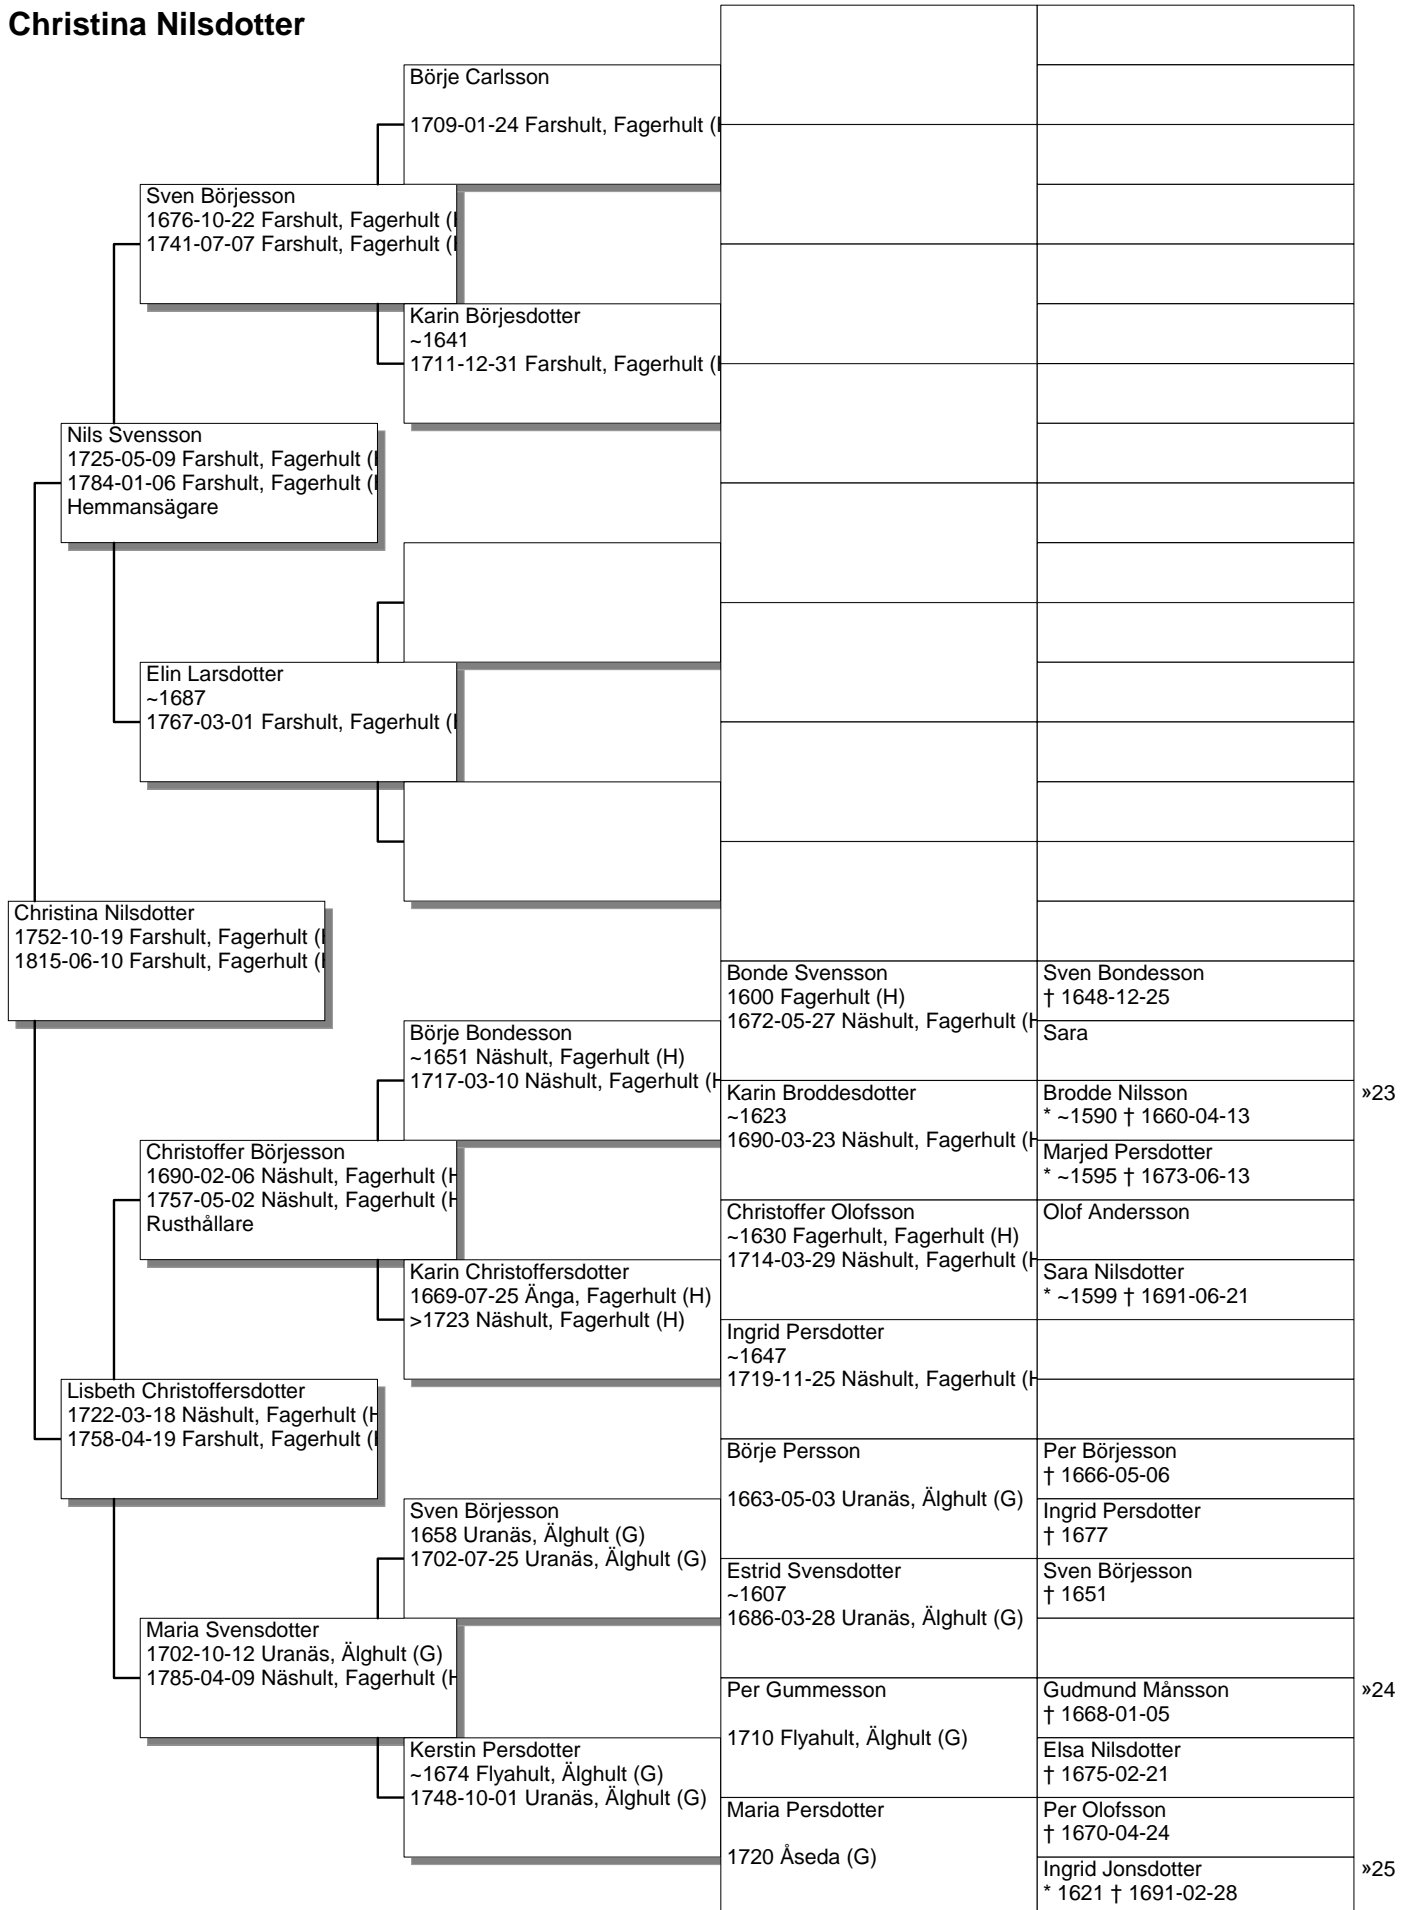 Christina Nilsdotter
Börje Carlsson
1709-01-24 Farshult, Fagerhult (
Sven Börjesson
1676-10-22 Farshult, Fagerhult (
1741-07-07 Farshult, Fagerhult (
Karin Börjesdotter
~1641
1711-12-31 Farshult, Fagerhult (
Nils Svensson
1725-05-09 Farshult, Fagerhult (
1784-01-06 Farshult, Fagerhult (
Hemmansägare
Elin Larsdotter
~1687
1767-03-01 Farshult, Fagerhult (
Christina Nilsdotter
1752-10-19 Farshult, Fagerhult (
1815-06-10 Farshult, Fagerhult (
Börje Bondesson
~1651 Näshult, Fagerhult (H)
1717-03-10 Näshult, Fagerhult (H
Christoffer Börjesson
1690-02-06 Näshult, Fagerhult (H
1757-05-02 Näshult, Fagerhult (H
Rusthållare
Karin Christoffersdotter
1669-07-25 Änga, Fagerhult (H)
>1723 Näshult, Fagerhult (H)
Lisbeth Christoffersdotter
1722-03-18 Näshult, Fagerhult (H
1758-04-19 Farshult, Fagerhult (
Sven Börjesson
1658 Uranäs, Älghult (G)
1702-07-25 Uranäs, Älghult (G)
Maria Svensdotter
1702-10-12 Uranäs, Älghult (G)
1785-04-09 Näshult, Fagerhult (H
Kerstin Persdotter
~1674 Flyahult, Älghult (G)
1748-10-01 Uranäs, Älghult (G)
Bonde Svensson
1600 Fagerhult (H)
1672-05-27 Näshult, Fagerhult (H
Karin Broddesdotter
~1623
1690-03-23 Näshult, Fagerhult (H
Christoffer Olofsson
~1630 Fagerhult, Fagerhult (H)
1714-03-29 Näshult, Fagerhult (H
Ingrid Persdotter
~1647
1719-11-25 Näshult, Fagerhult (H
Börje Persson
1663-05-03 Uranäs, Älghult (G)
Estrid Svensdotter
~1607
1686-03-28 Uranäs, Älghult (G)
Per Gummesson
1710 Flyahult, Älghult (G)
Maria Persdotter
1720 Åseda (G)
Sven Bondesson
† 1648-12-25
Sara
Brodde Nilsson
* ~1590 † 1660-04-13
»23
Marjed Persdotter
* ~1595 † 1673-06-13
Olof Andersson
Sara Nilsdotter
* ~1599 † 1691-06-21
Per Börjesson
† 1666-05-06
Ingrid Persdotter
† 1677
Sven Börjesson
† 1651
Gudmund Månsson
† 1668-01-05
»24
Elsa Nilsdotter
† 1675-02-21
Per Olofsson
† 1670-04-24
Ingrid Jonsdotter
* 1621 † 1691-02-28
»25